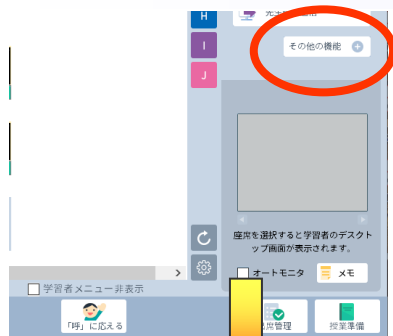 H
その他の機能
I
J
座席を選択すると学習者のデスクト
ップ画面が表示されます。
オートモニタ
メモ
学習者メニュー非表示
「呼」に応える
席管理
授業準備